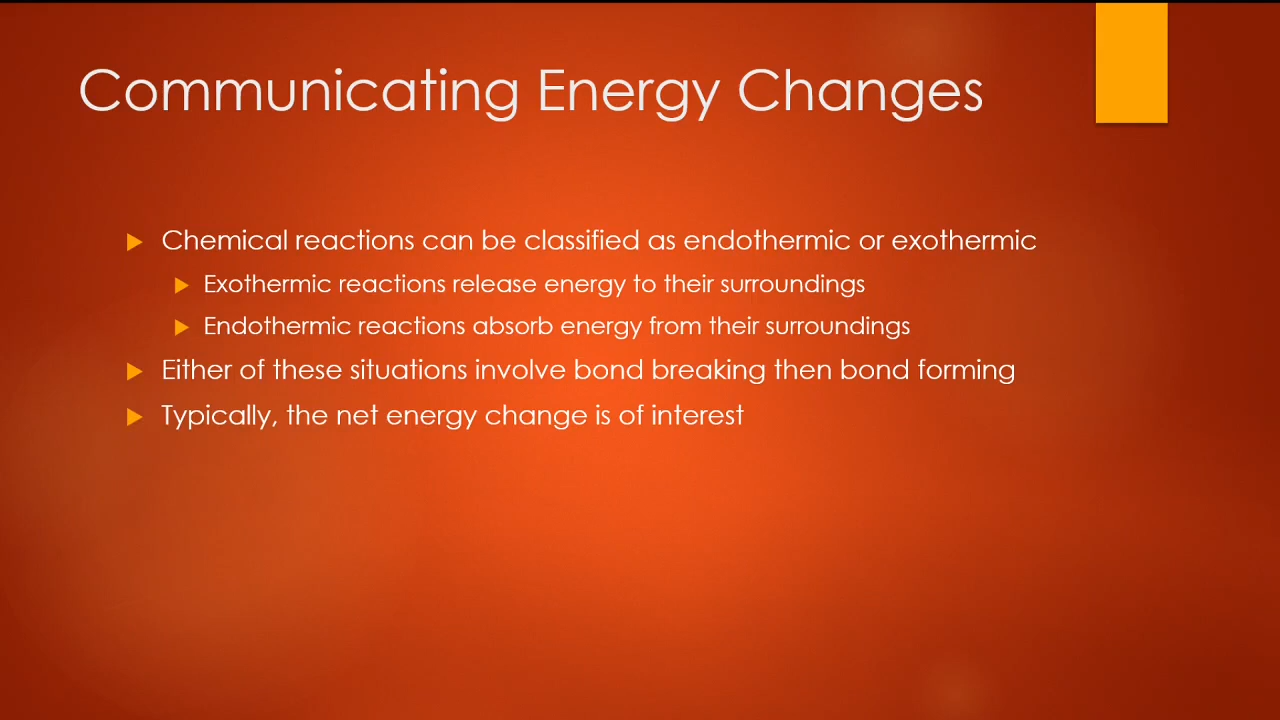 Communicating Energy Changes
Chemical reactions can be classified as endothermic or exothermic
Exothermic reactions release energy to their surroundings
Endothermic reactions absorb energy from their surroundings
Either of these situations involve bond breaking then bond forming
Typically, the net energy change is of interest